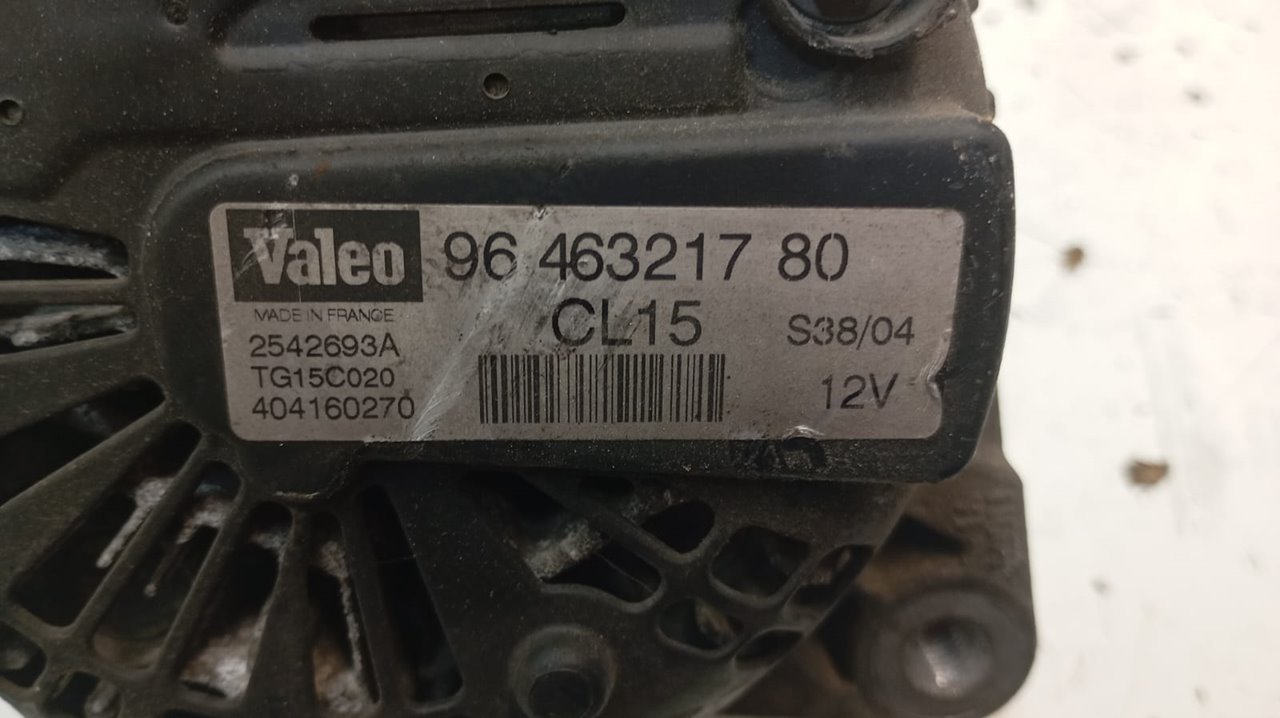 Valeo 96 463217 80
MADE IN FRANCE CL15 S38/04
2542693A
TG15C020 12V
404160270